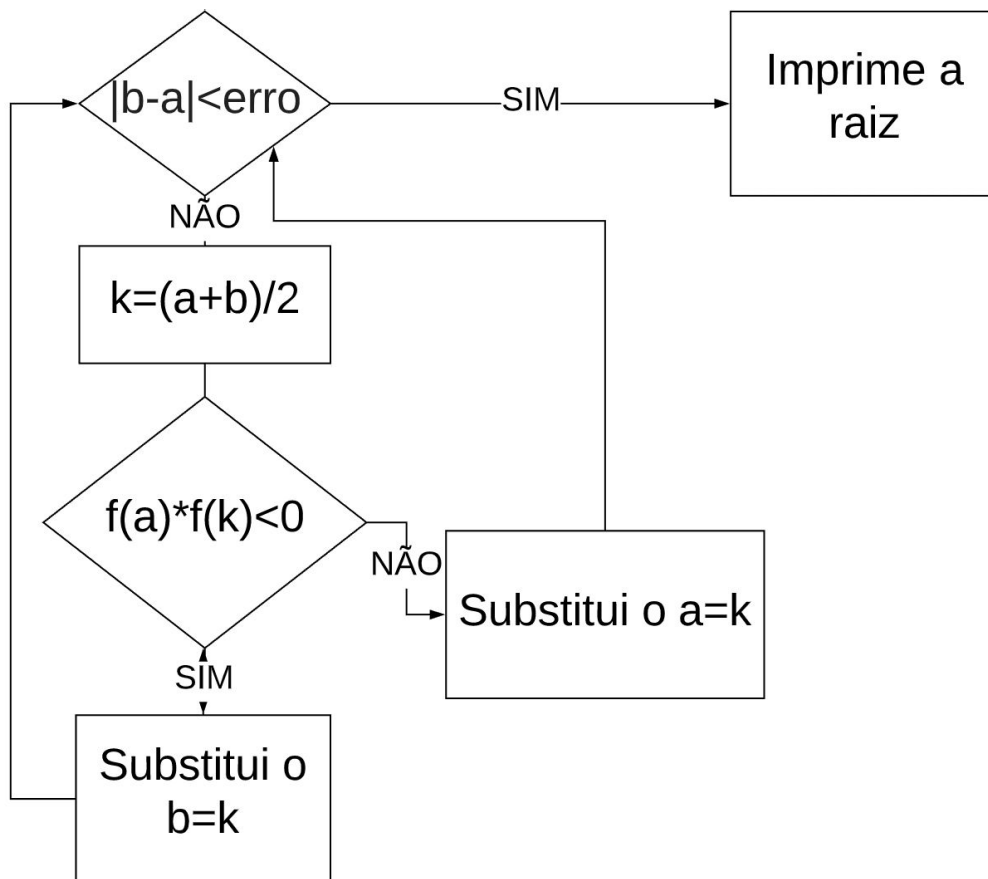 |b-a|<erro
SIM
Imprime a
raiz
NÃO
k=(a+b)/2
f(a)*f(k)<0
NÃO
Substitui o a=k
SIM
Substitui o
b=k